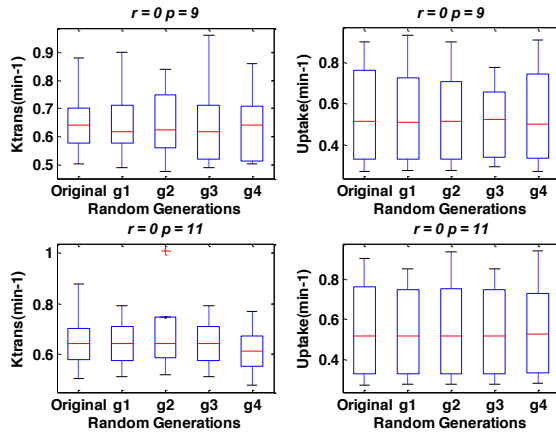 r = 0 p = 9
Ktrans(min-1)
0.9
0.8
0.7
0.6
0.5
Original g1 g2 g3 g4
Random Generations
r = 0 p = 9
Uptake(min-1)
0.8
0.6
0.4
Original g1 g2 g3 g4
Random Generations
r = 0 p = 11
Ktrans(min-1)
1
0.8
0.6
Original g1 g2 g3 g4
Random Generations
r = 0 p = 11
Uptake(min-1)
0.8
0.6
0.4
Original g1 g2 g3 g4
Random Generations